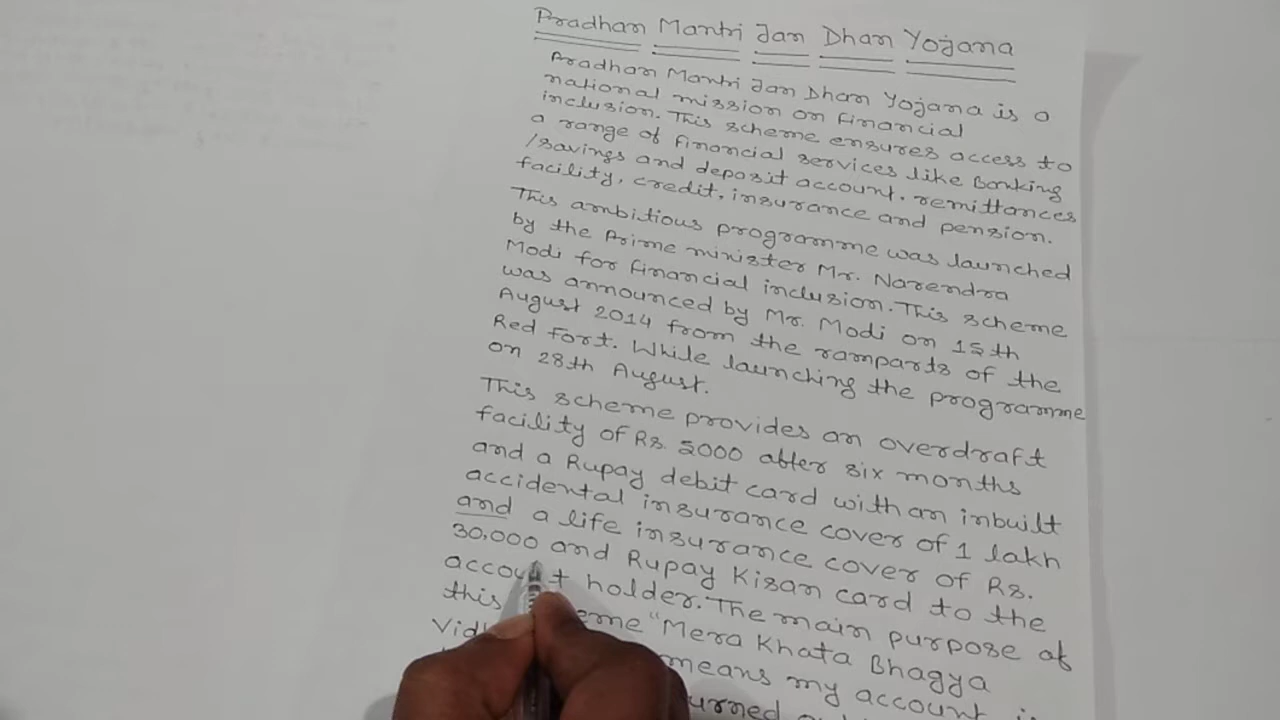 Pradhan Mantri Jan Dhan Yojana
Pradhan Mantri Jan Dhan Yojana is a
national mission on financial
inclusion. This scheme ensures access to
a range of financial services like Banking
/savings and deposit account. remittances
facility, credit, insurance and pension.
This ambitious programme was launched
by the Prime minister Mr. Narendra
Modi for financial inclusion. This scheme
was announced by Mr. Modi on 15th
August 2014 from the ramparts of the
Red Fort. While launching the programme
on 28th August.
This scheme provides an overdraft
facility of Rs. 5000 after six months
and a Rupay debit card with an inbuilt
accidental insurance cover of 1 lakh
and a life insurance cover of Rs.
30,000 and Rupay Kisan card to the
account holder. The main purpose of
this "Mera Khata Bhagya
means my account